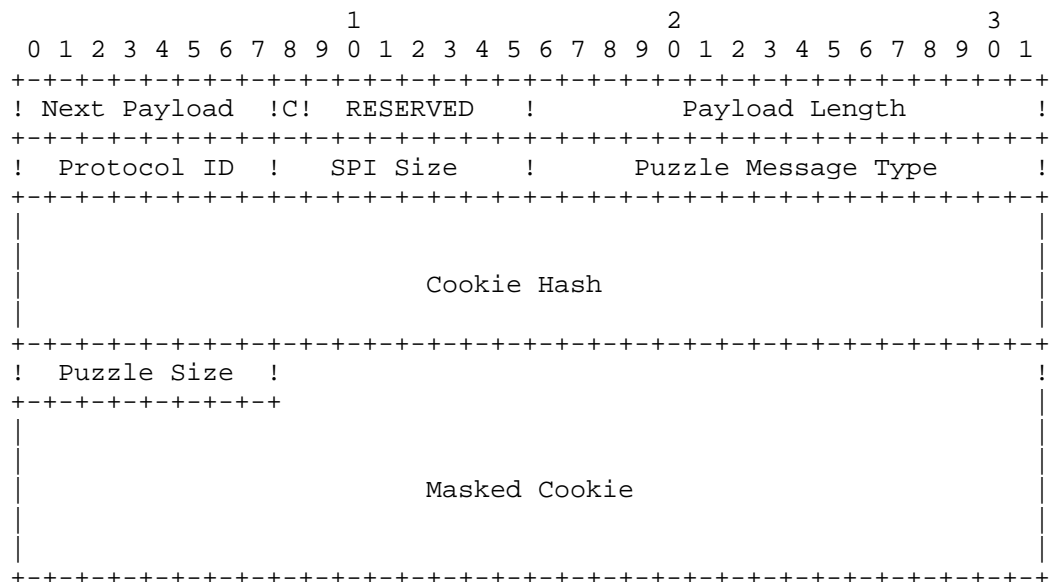 1                   2                   3
 0 1 2 3 4 5 6 7 8 9 0 1 2 3 4 5 6 7 8 9 0 1 2 3 4 5 6 7 8 9 0 1
+-+-+-+-+-+-+-+-+-+-+-+-+-+-+-+-+-+-+-+-+-+-+-+-+-+-+-+-+-+-+-+-+
! Next Payload  !C!  RESERVED   !         Payload Length        !
+-+-+-+-+-+-+-+-+-+-+-+-+-+-+-+-+-+-+-+-+-+-+-+-+-+-+-+-+-+-+-+-+
!  Protocol ID  !   SPI Size    !      Puzzle Message Type      !
+-+-+-+-+-+-+-+-+-+-+-+-+-+-+-+-+-+-+-+-+-+-+-+-+-+-+-+-+-+-+-+-+
|                                                               |
|                                                               |
|                         Cookie Hash                           |
|                                                               |
+-+-+-+-+-+-+-+-+-+-+-+-+-+-+-+-+-+-+-+-+-+-+-+-+-+-+-+-+-+-+-+-+
!  Puzzle Size  !                                               !
+-+-+-+-+-+-+-+-+                                               |
|                                                               |
|                                                               |
|                         Masked Cookie                         |
|                                                               |
|                                                               |
+-+-+-+-+-+-+-+-+-+-+-+-+-+-+-+-+-+-+-+-+-+-+-+-+-+-+-+-+-+-+-+-+